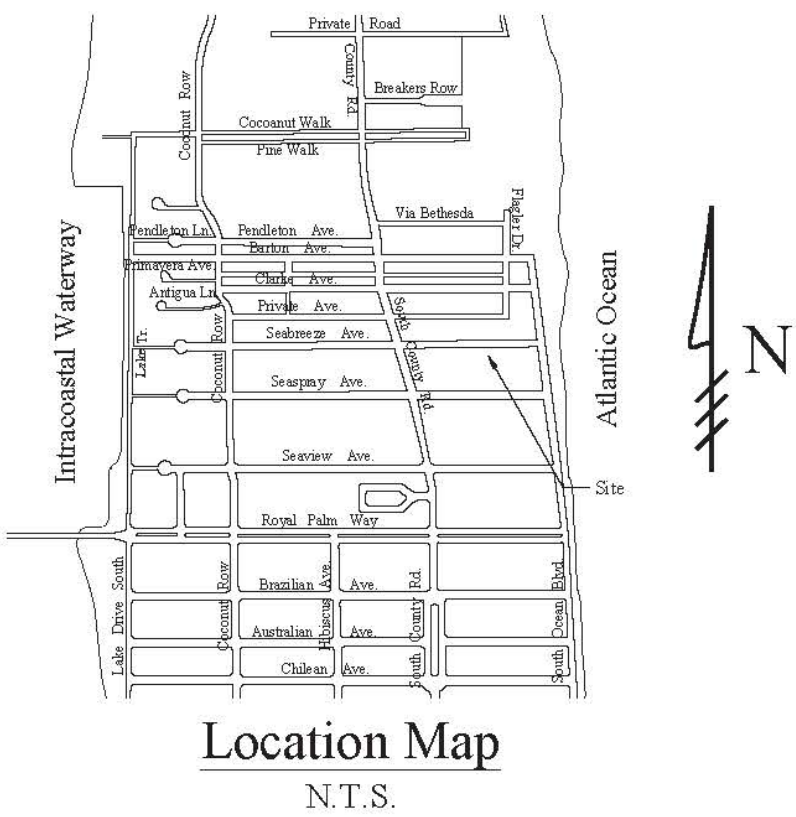 Private Road
County Rd.
Coconut Row
Breakers Row
Cocoanut Walk
Pine Walk
Via Bethesda
Flagler Dr.
Pendleton Ln.
Pendleton Ave.
Barton Ave.
Primavera Ave.
Clarke Ave.
Antigua Ln.
Private Ave.
South County Rd.
Seabreeze Ave.
Lake Tr.
Coconut Row
Seaspray Ave.
Intracoastal Waterway
Atlantic Ocean
N
Seaview Ave.
Site
Royal Palm Way
Lake Drive South
Coconut Row
Brazilian Ave.
Hibiscus Ave.
South County Rd.
South Ocean Blvd.
Australian Ave.
Chilean Ave.
Location Map
N.T.S.